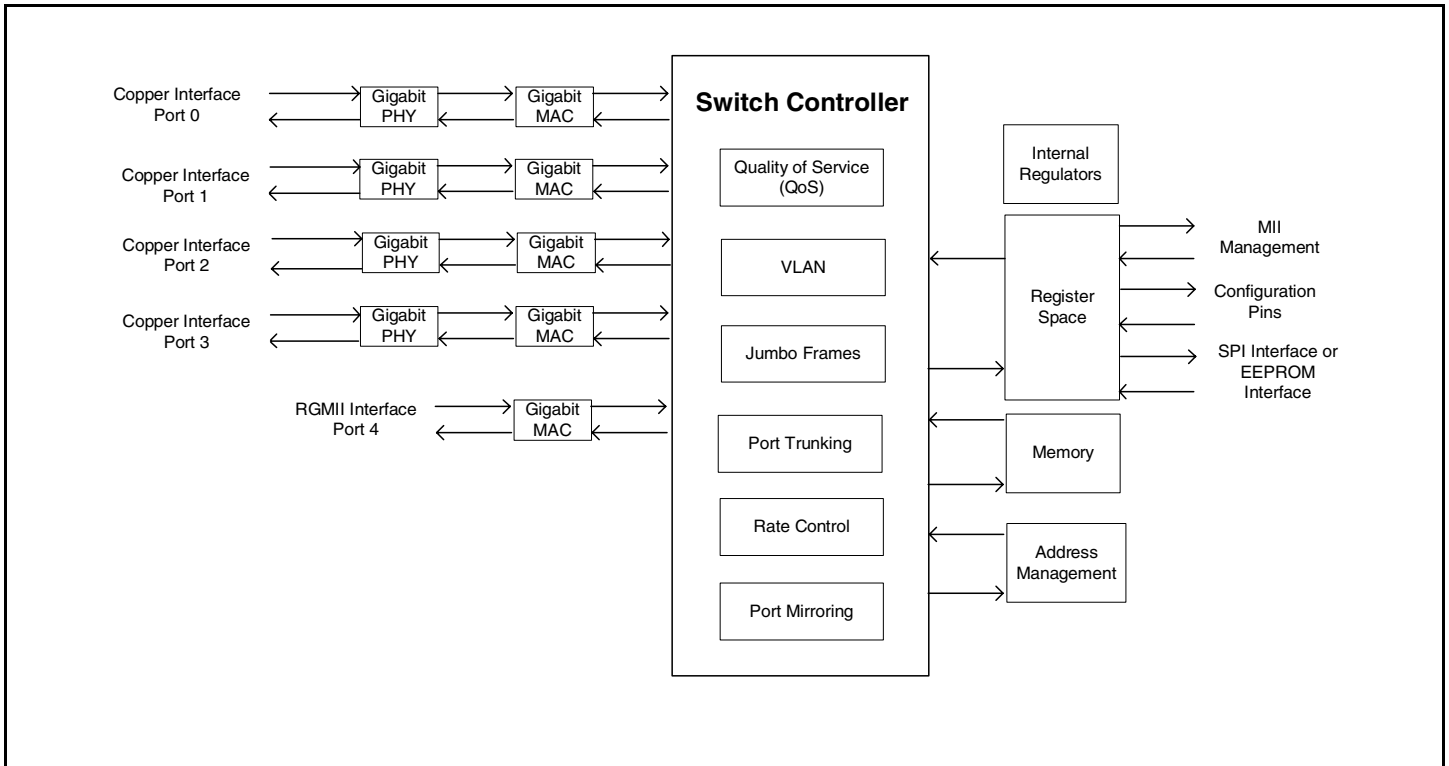 Copper Interface
Port 0
Gigabit
PHY
Gigabit
MAC
Copper Interface
Port 1
Gigabit
PHY
Gigabit
MAC
Copper Interface
Port 2
Gigabit
PHY
Gigabit
MAC
Copper Interface
Port 3
Gigabit
PHY
Gigabit
MAC
RGMII Interface
Port 4
Gigabit
MAC
Switch Controller
Quality of Service
(QoS)
VLAN
Jumbo Frames
Port Trunking
Rate Control
Port Mirroring
Internal
Regulators
Register
Space
MII
Management
Configuration
Pins
SPI Interface or
EEPROM
Interface
Memory
Address
Management